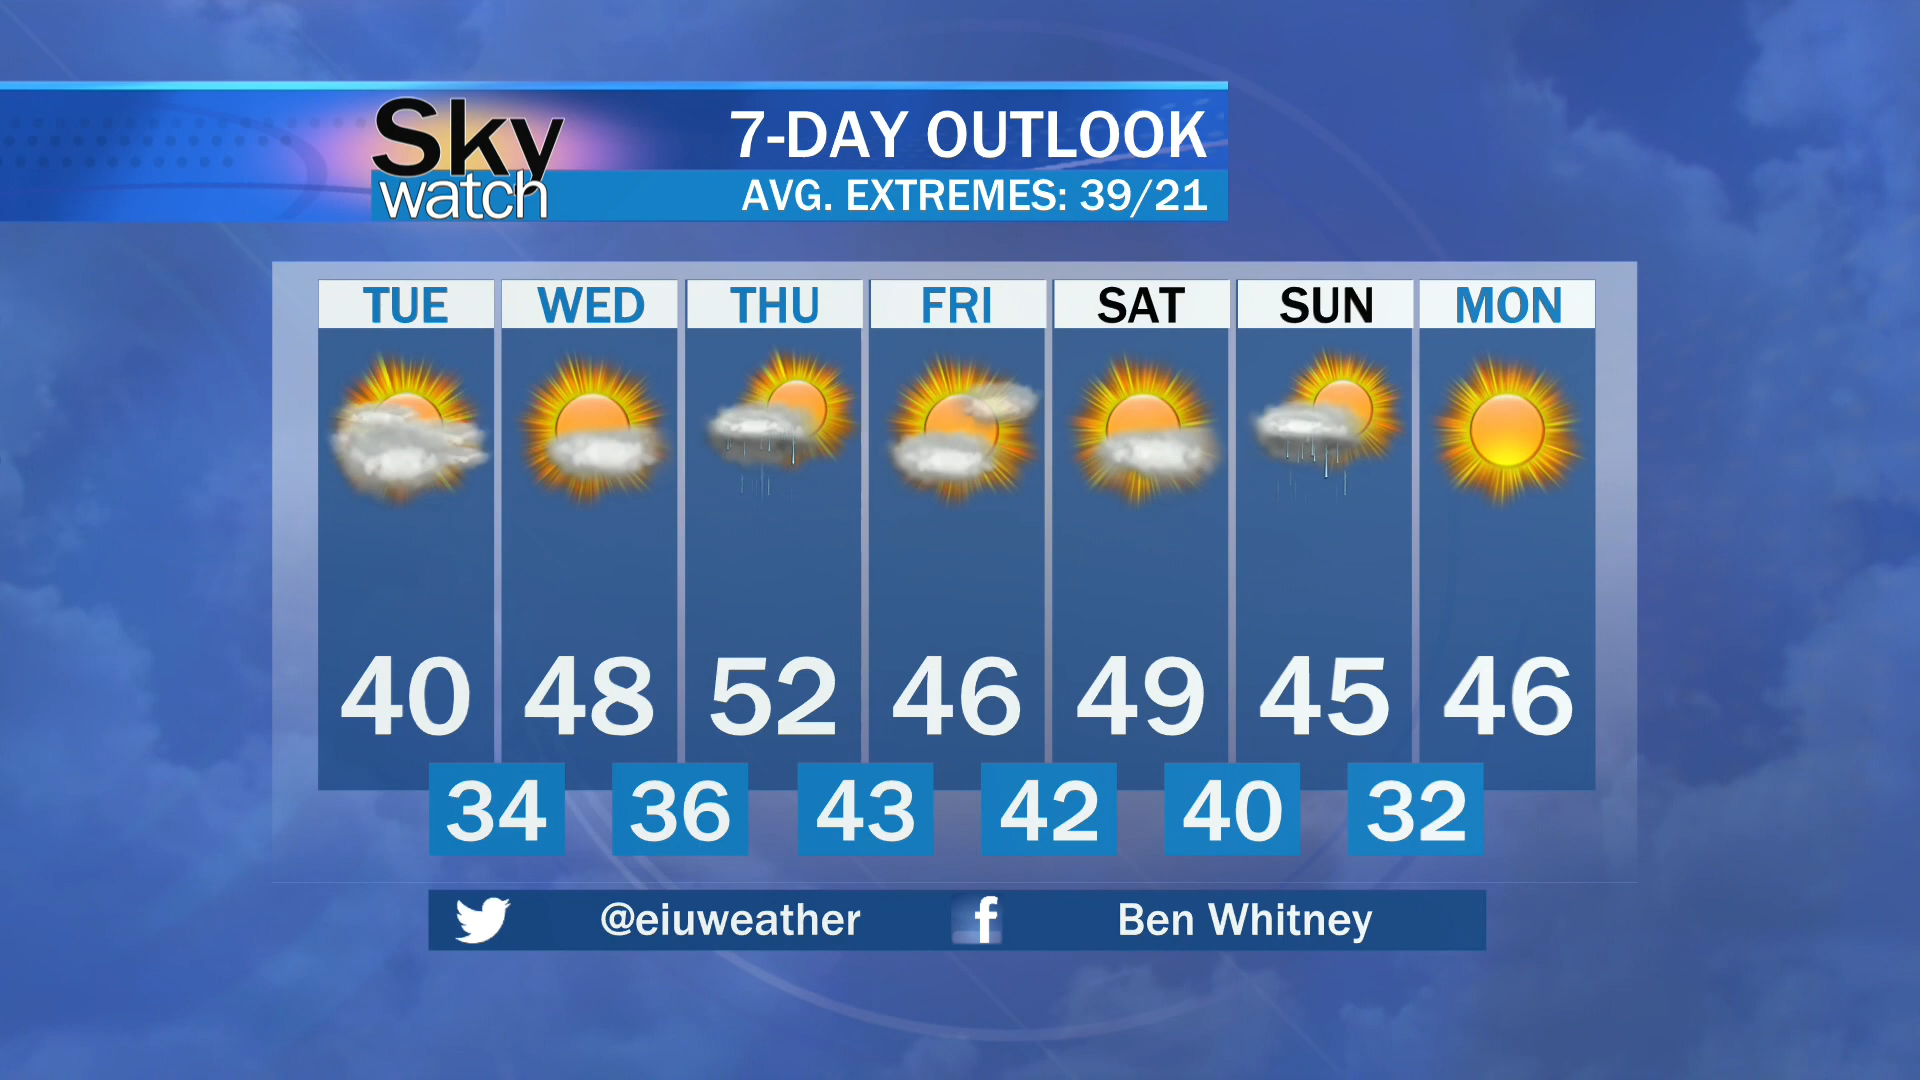 Sky
watch
7-DAY OUTLOOK
AVG. EXTREMES: 39/21
TUE WED THU FRI SAT SUN MON
40 48 52 46 49 45 46
34 36 43 42 40 32
@eiuweather f Ben Whitney